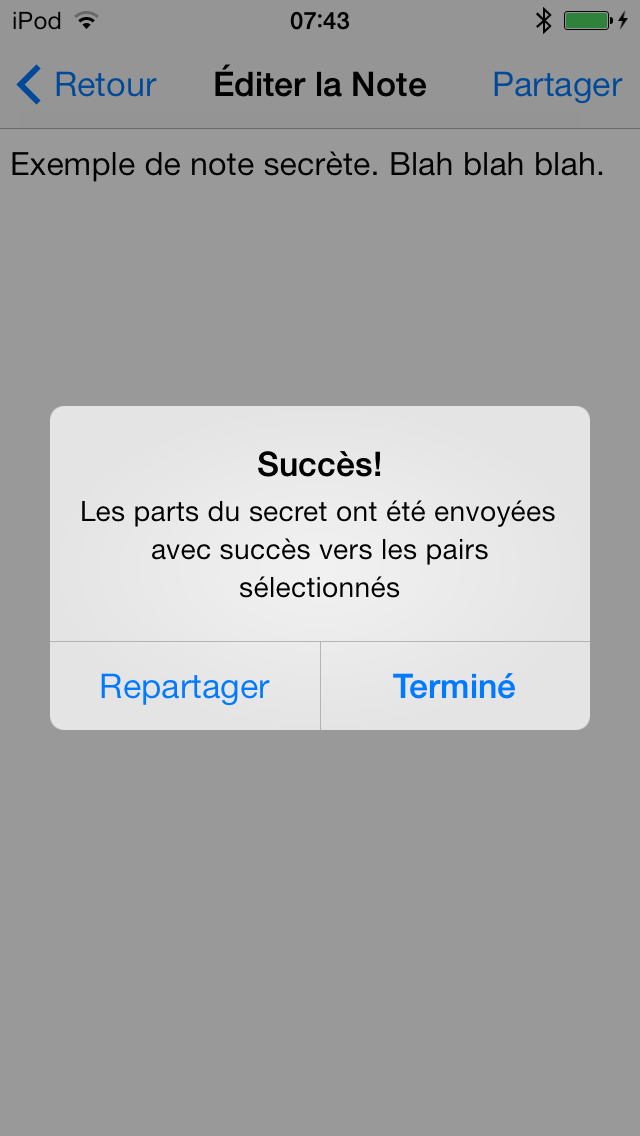 iPod 07:43
Retour Éditer la Note Partager
Exemple de note secrète. Blah blah blah.
Succès!
Les parts du secret ont été envoyées
avec succès vers les pairs
sélectionnés
Repartager Terminé